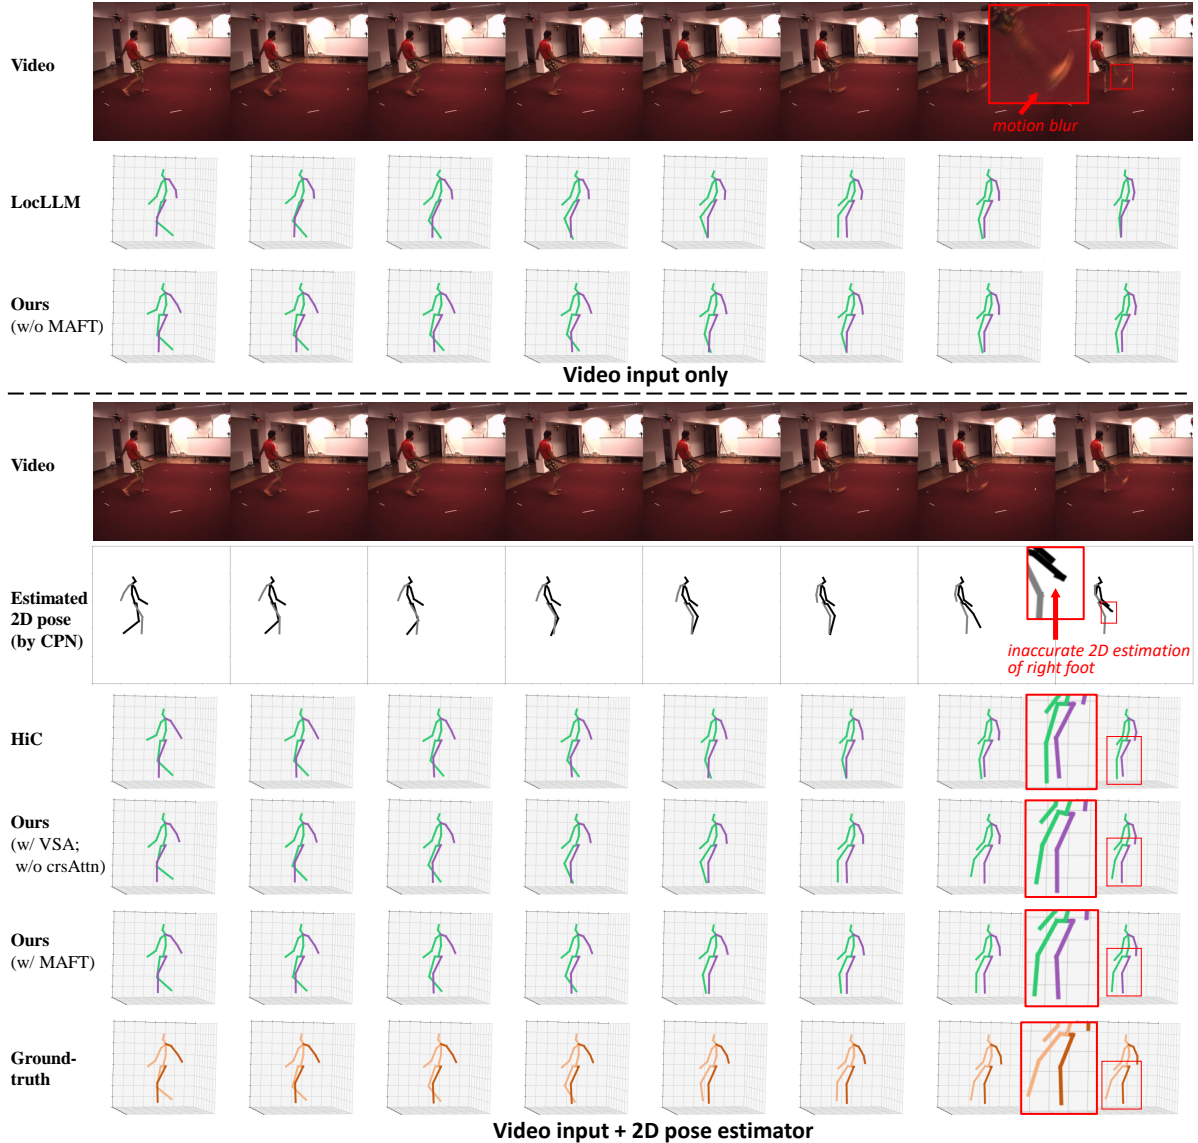 Video
motion blur
LocLLM
Ours
(w/o MAFT)
Video input only
Video
Estimated
2D pose
(by CPN)
inaccurate 2D estimation
of right foot
HiC
Ours
(w/ VSA;
w/o crsAttn)
Ours
(w/ MAFT)
Ground-
truth
Video input + 2D pose estimator